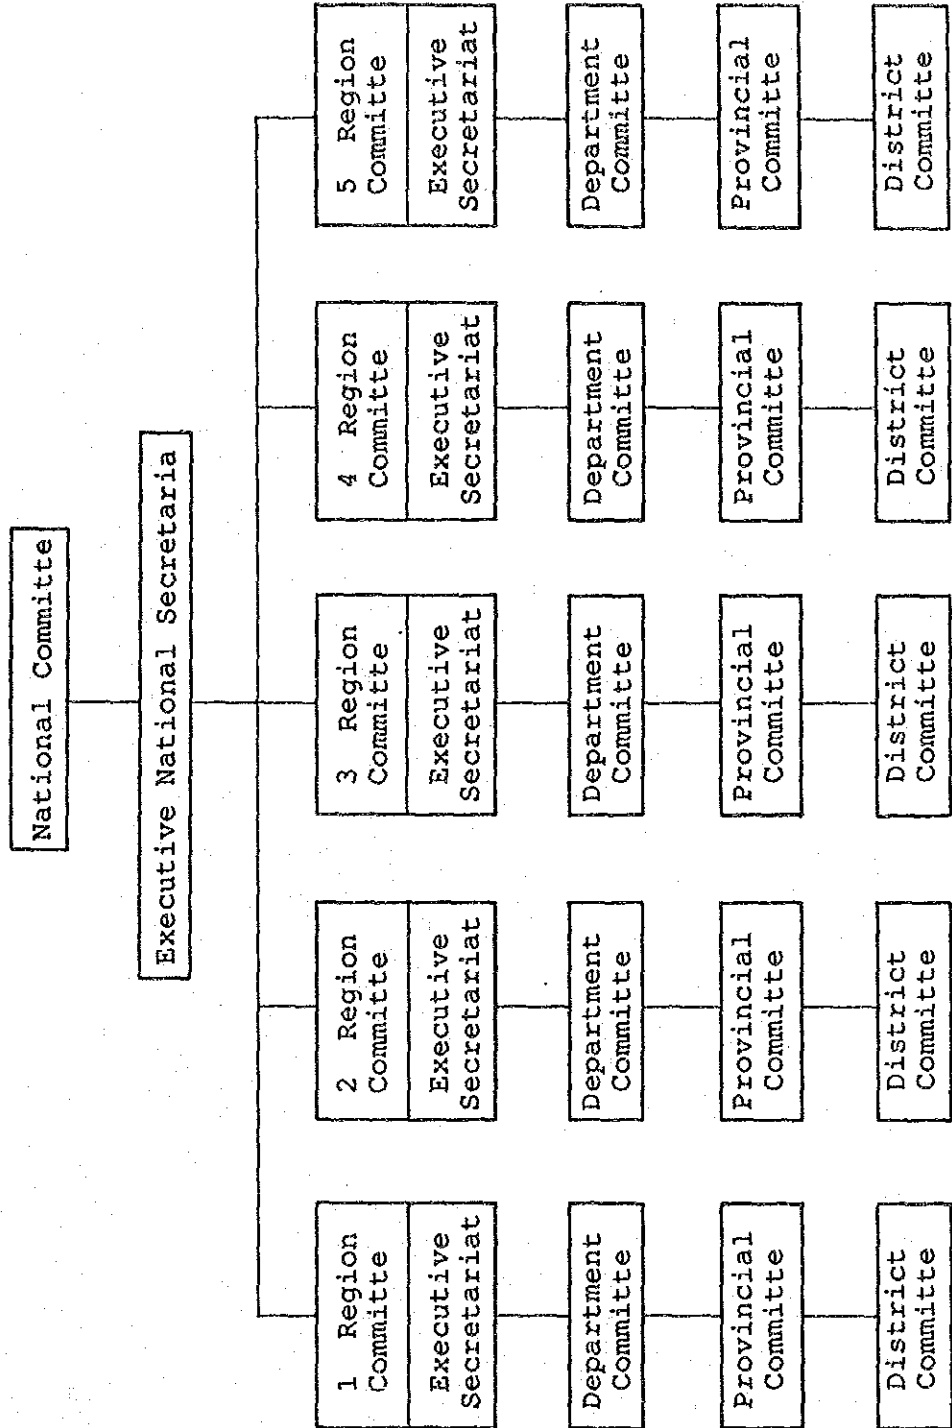 National Committe
Executive National Secretaria
1 Region
Committe
Executive
Secretariat
Department
Committe
Provincial
Committe
District
Committe
2 Region
Committe
Executive
Secretariat
Department
Committe
Provincial
Committe
District
Committe
3 Region
Committe
Executive
Secretariat
Department
Committe
Provincial
Committe
District
Committe
4 Region
Committe
Executive
Secretariat
Department
Committe
Provincial
Committe
District
Committe
5 Region
Committe
Executive
Secretariat
Department
Committe
Provincial
Committe
District
Committe